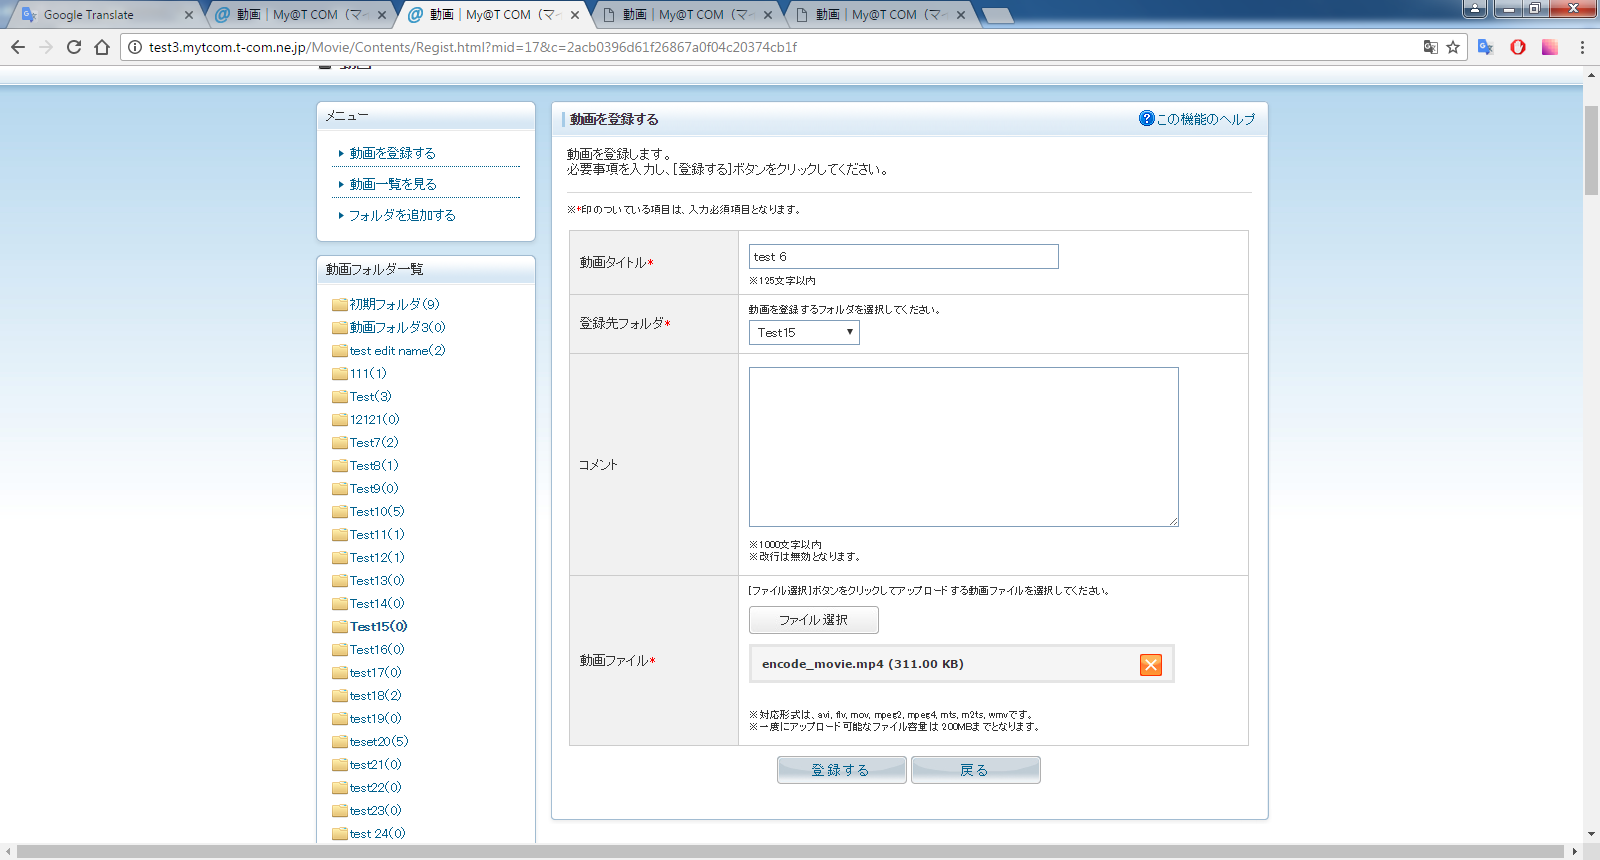 Google Translate
動画 | My@T COM (マー
動画 | My@T COM (マー
動画 | My@T COM (マー
動画 | My@T COM (マー
test3.mytcom.t-com.ne.jp/Movie/Contents/Regist.html?mid=17&c=2acb0396d61f26867a0f04c20374cb1f
メニュー
動画を登録する
動画一覧を見る
フォルダを追加する
動画フォルダ一覧
初期フォルダ(9)
動画フォルダ3(0)
test edit name(2)
111(1)
Test(3)
12121(0)
Test7(2)
Test8(1)
Test9(0)
Test10(5)
Test11(1)
Test12(1)
Test13(0)
Test14(0)
Test15(0)
Test16(0)
test17(0)
test18(2)
test19(0)
teset20(5)
test21(0)
test22(0)
test23(0)
test 24(0)
動画を登録する
この機能のヘルプ
動画を登録します。
必要事項を入力し、[登録する]ボタンをクリックしてください。
※*印のついている項目は、入力必須項目となります。
動画タイトル*
test 6
※125文字以内
登録先フォルダ*
動画を登録するフォルダを選択してください。
Test15
コメント
※1000文字以内
※改行は無効となります。
動画ファイル*
[ファイル選択]ボタンをクリックしてアップロードする動画ファイルを選択してください。
ファイル選択
encode_movie.mp4 (311.00 KB)
※対応形式は、avi, flv, mov, mpeg2, mpeg4, mts, m2ts, wmvです。
※一度にアップロード可能なファイル容量は200MBまでとなります。
登録する
戻る